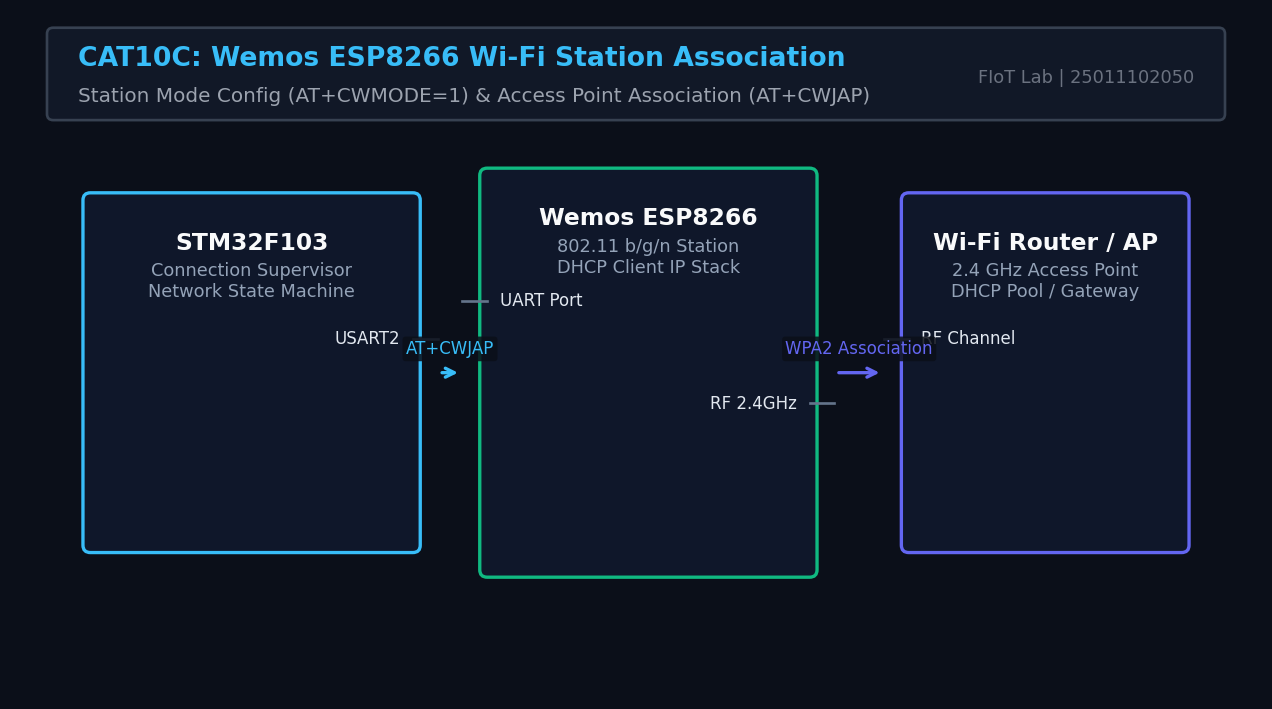 CAT10C: Wemos ESP8266 Wi-Fi Station Association
Station Mode Config (AT+CWMODE=1) & Access Point Association (AT+CWJAP)
FIoT Lab | 25011102050
STM32F103
Connection Supervisor
Network State Machine
USART2
AT+CWJAP
Wemos ESP8266
802.11 b/g/n Station
DHCP Client IP Stack
UART Port
RF 2.4GHz
WPA2 Association
Wi-Fi Router / AP
2.4 GHz Access Point
DHCP Pool / Gateway
RF Channel